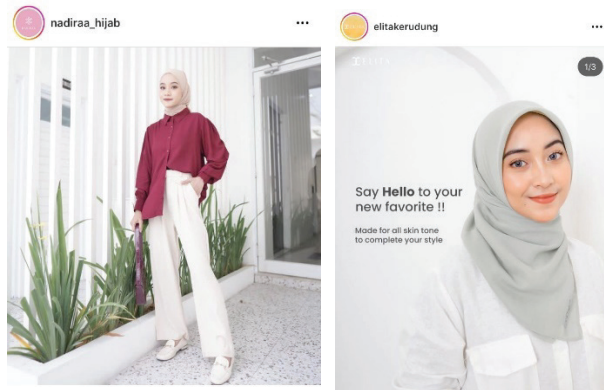 nadiraa_hijab
elitakerudung
1/3
Say Hello to your
new favorite !!
Made for all skin tone
to complete your style